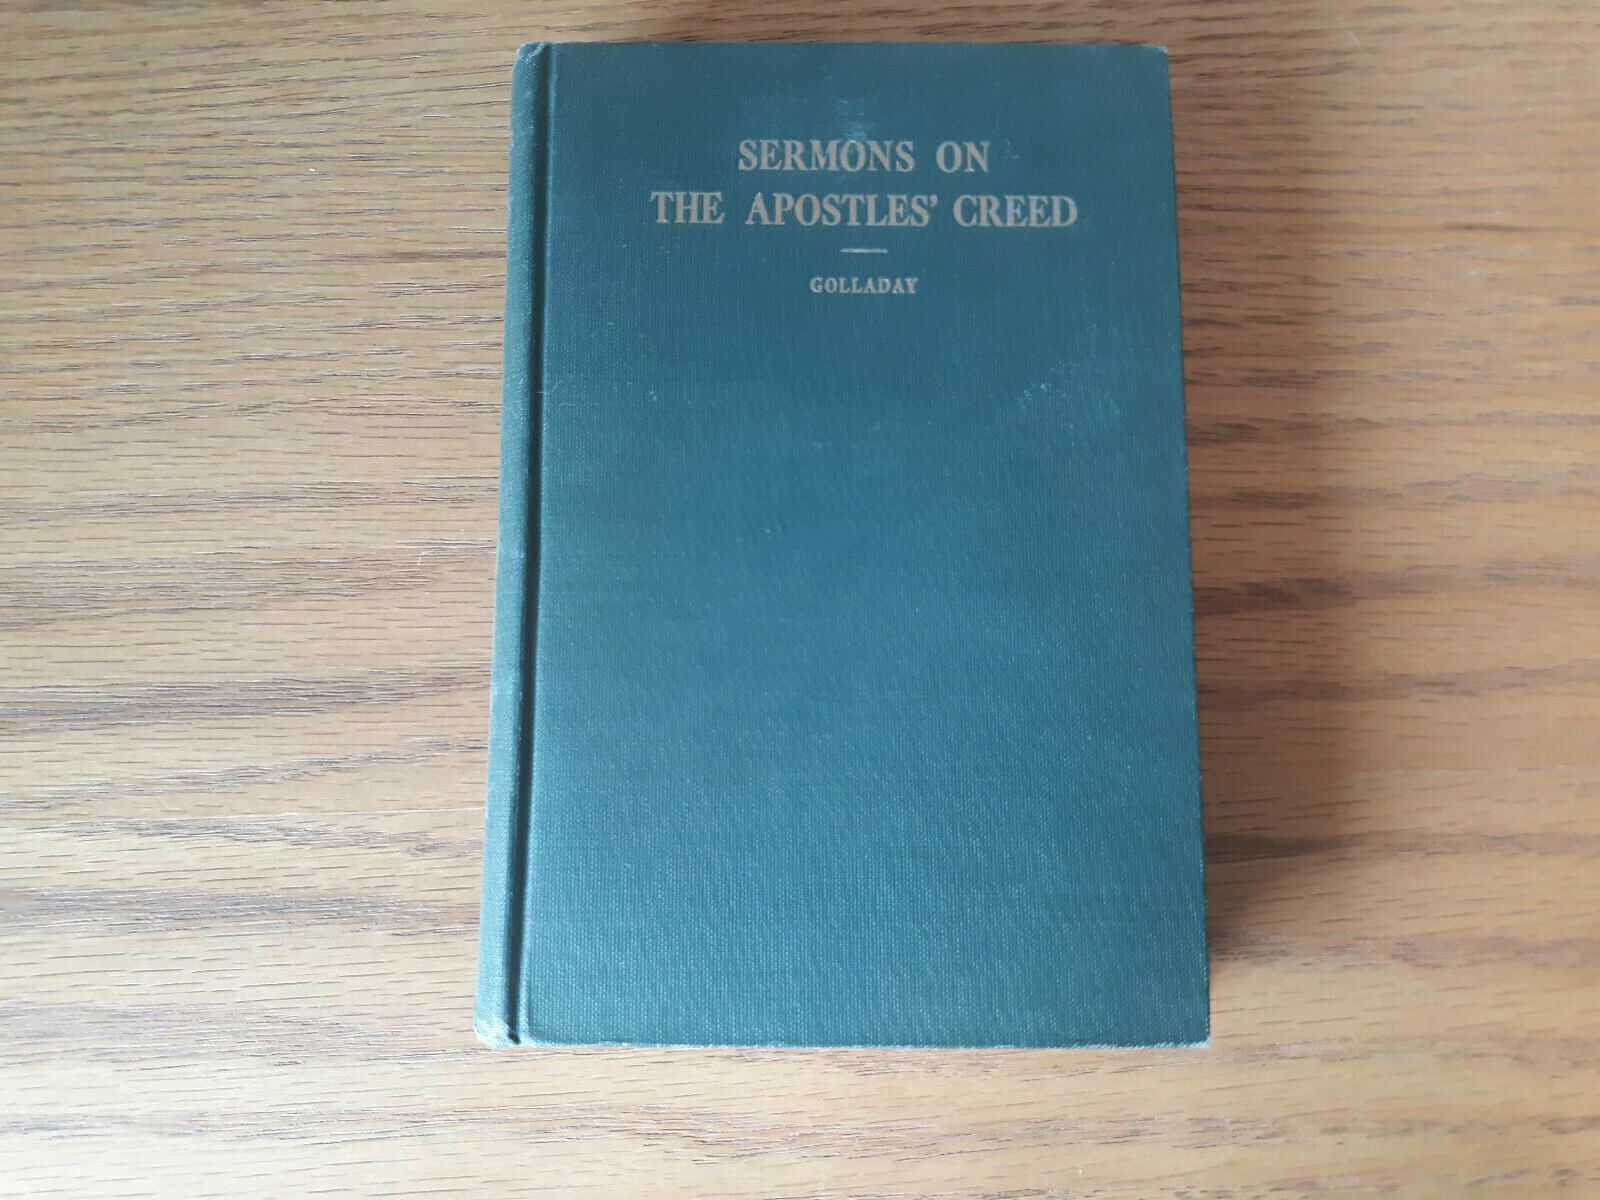 SERMONS ON
THE APOSTLES' CREED
GOLLADAY